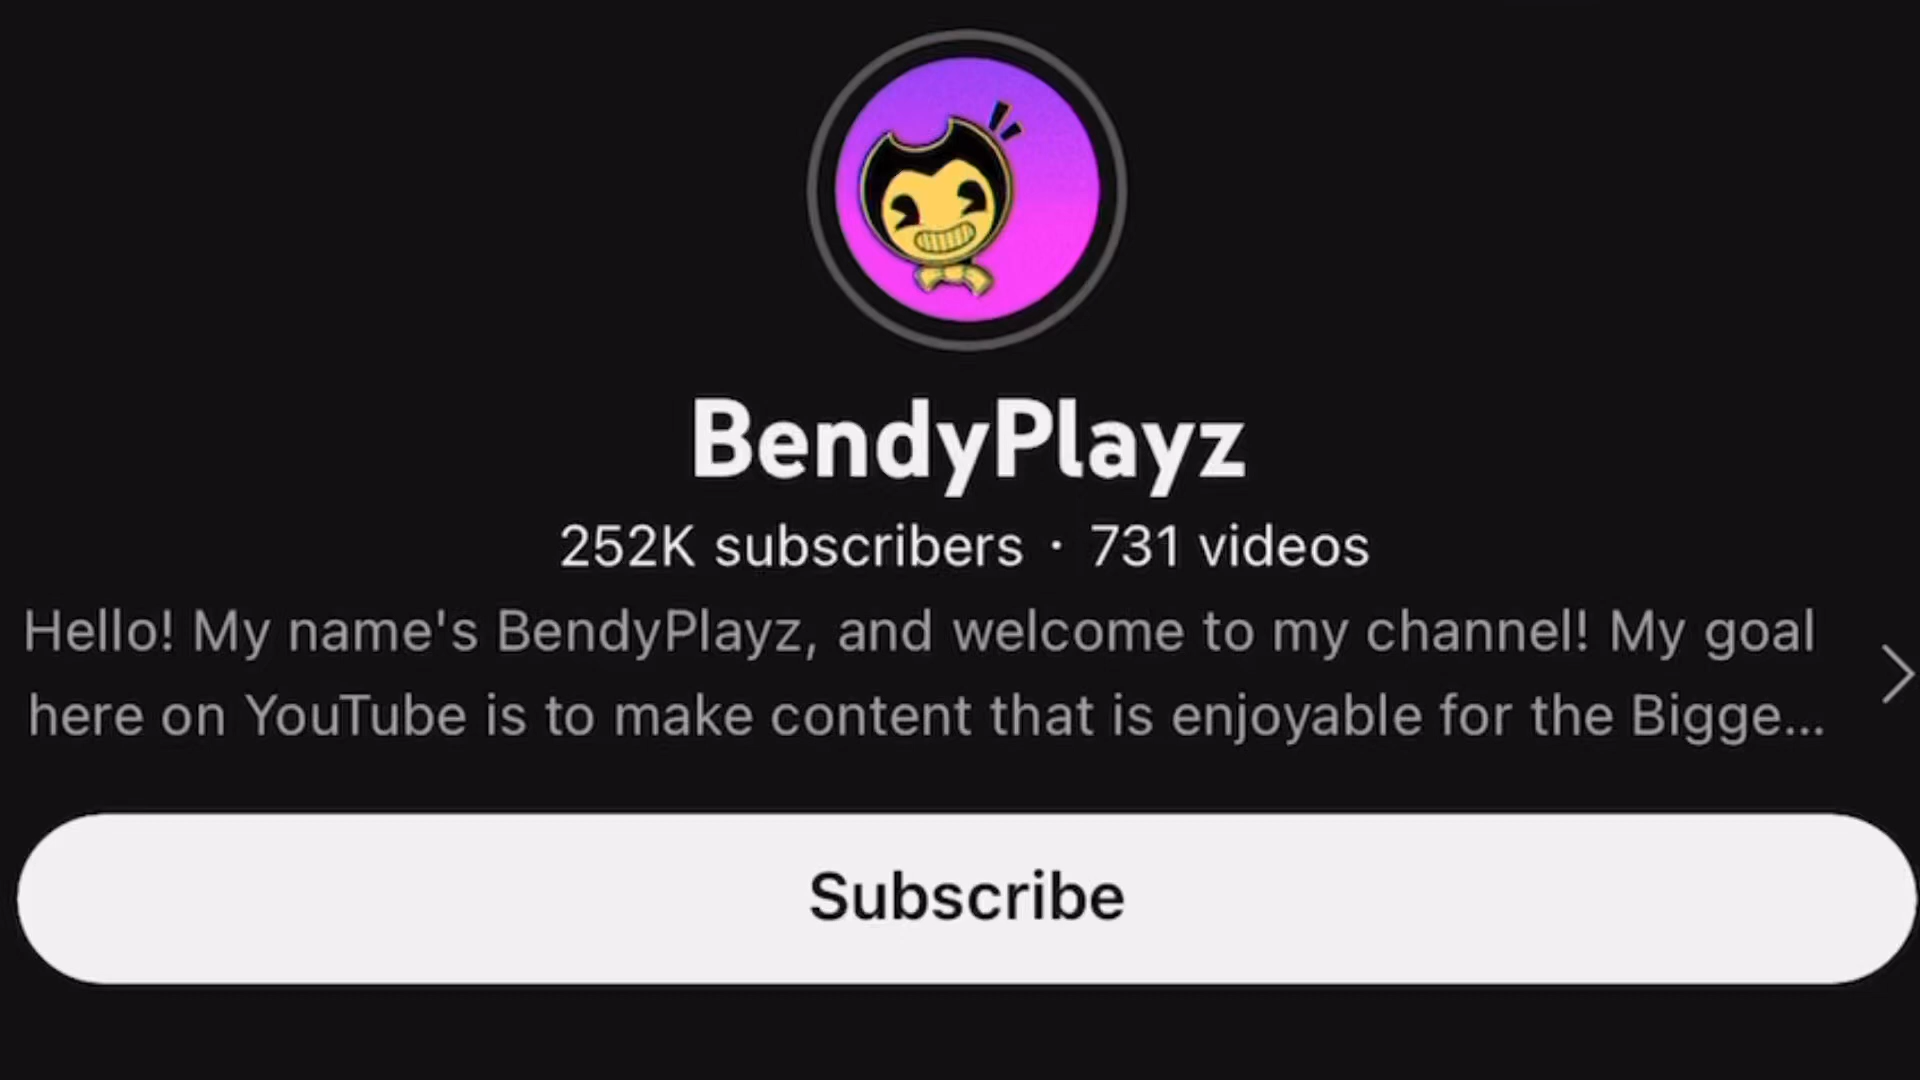 BendyPlayz
252K subscribers · 731 videos
Hello! My name's BendyPlayz, and welcome to my channel! My goal
here on YouTube is to make content that is enjoyable for the Bigge...
Subscribe